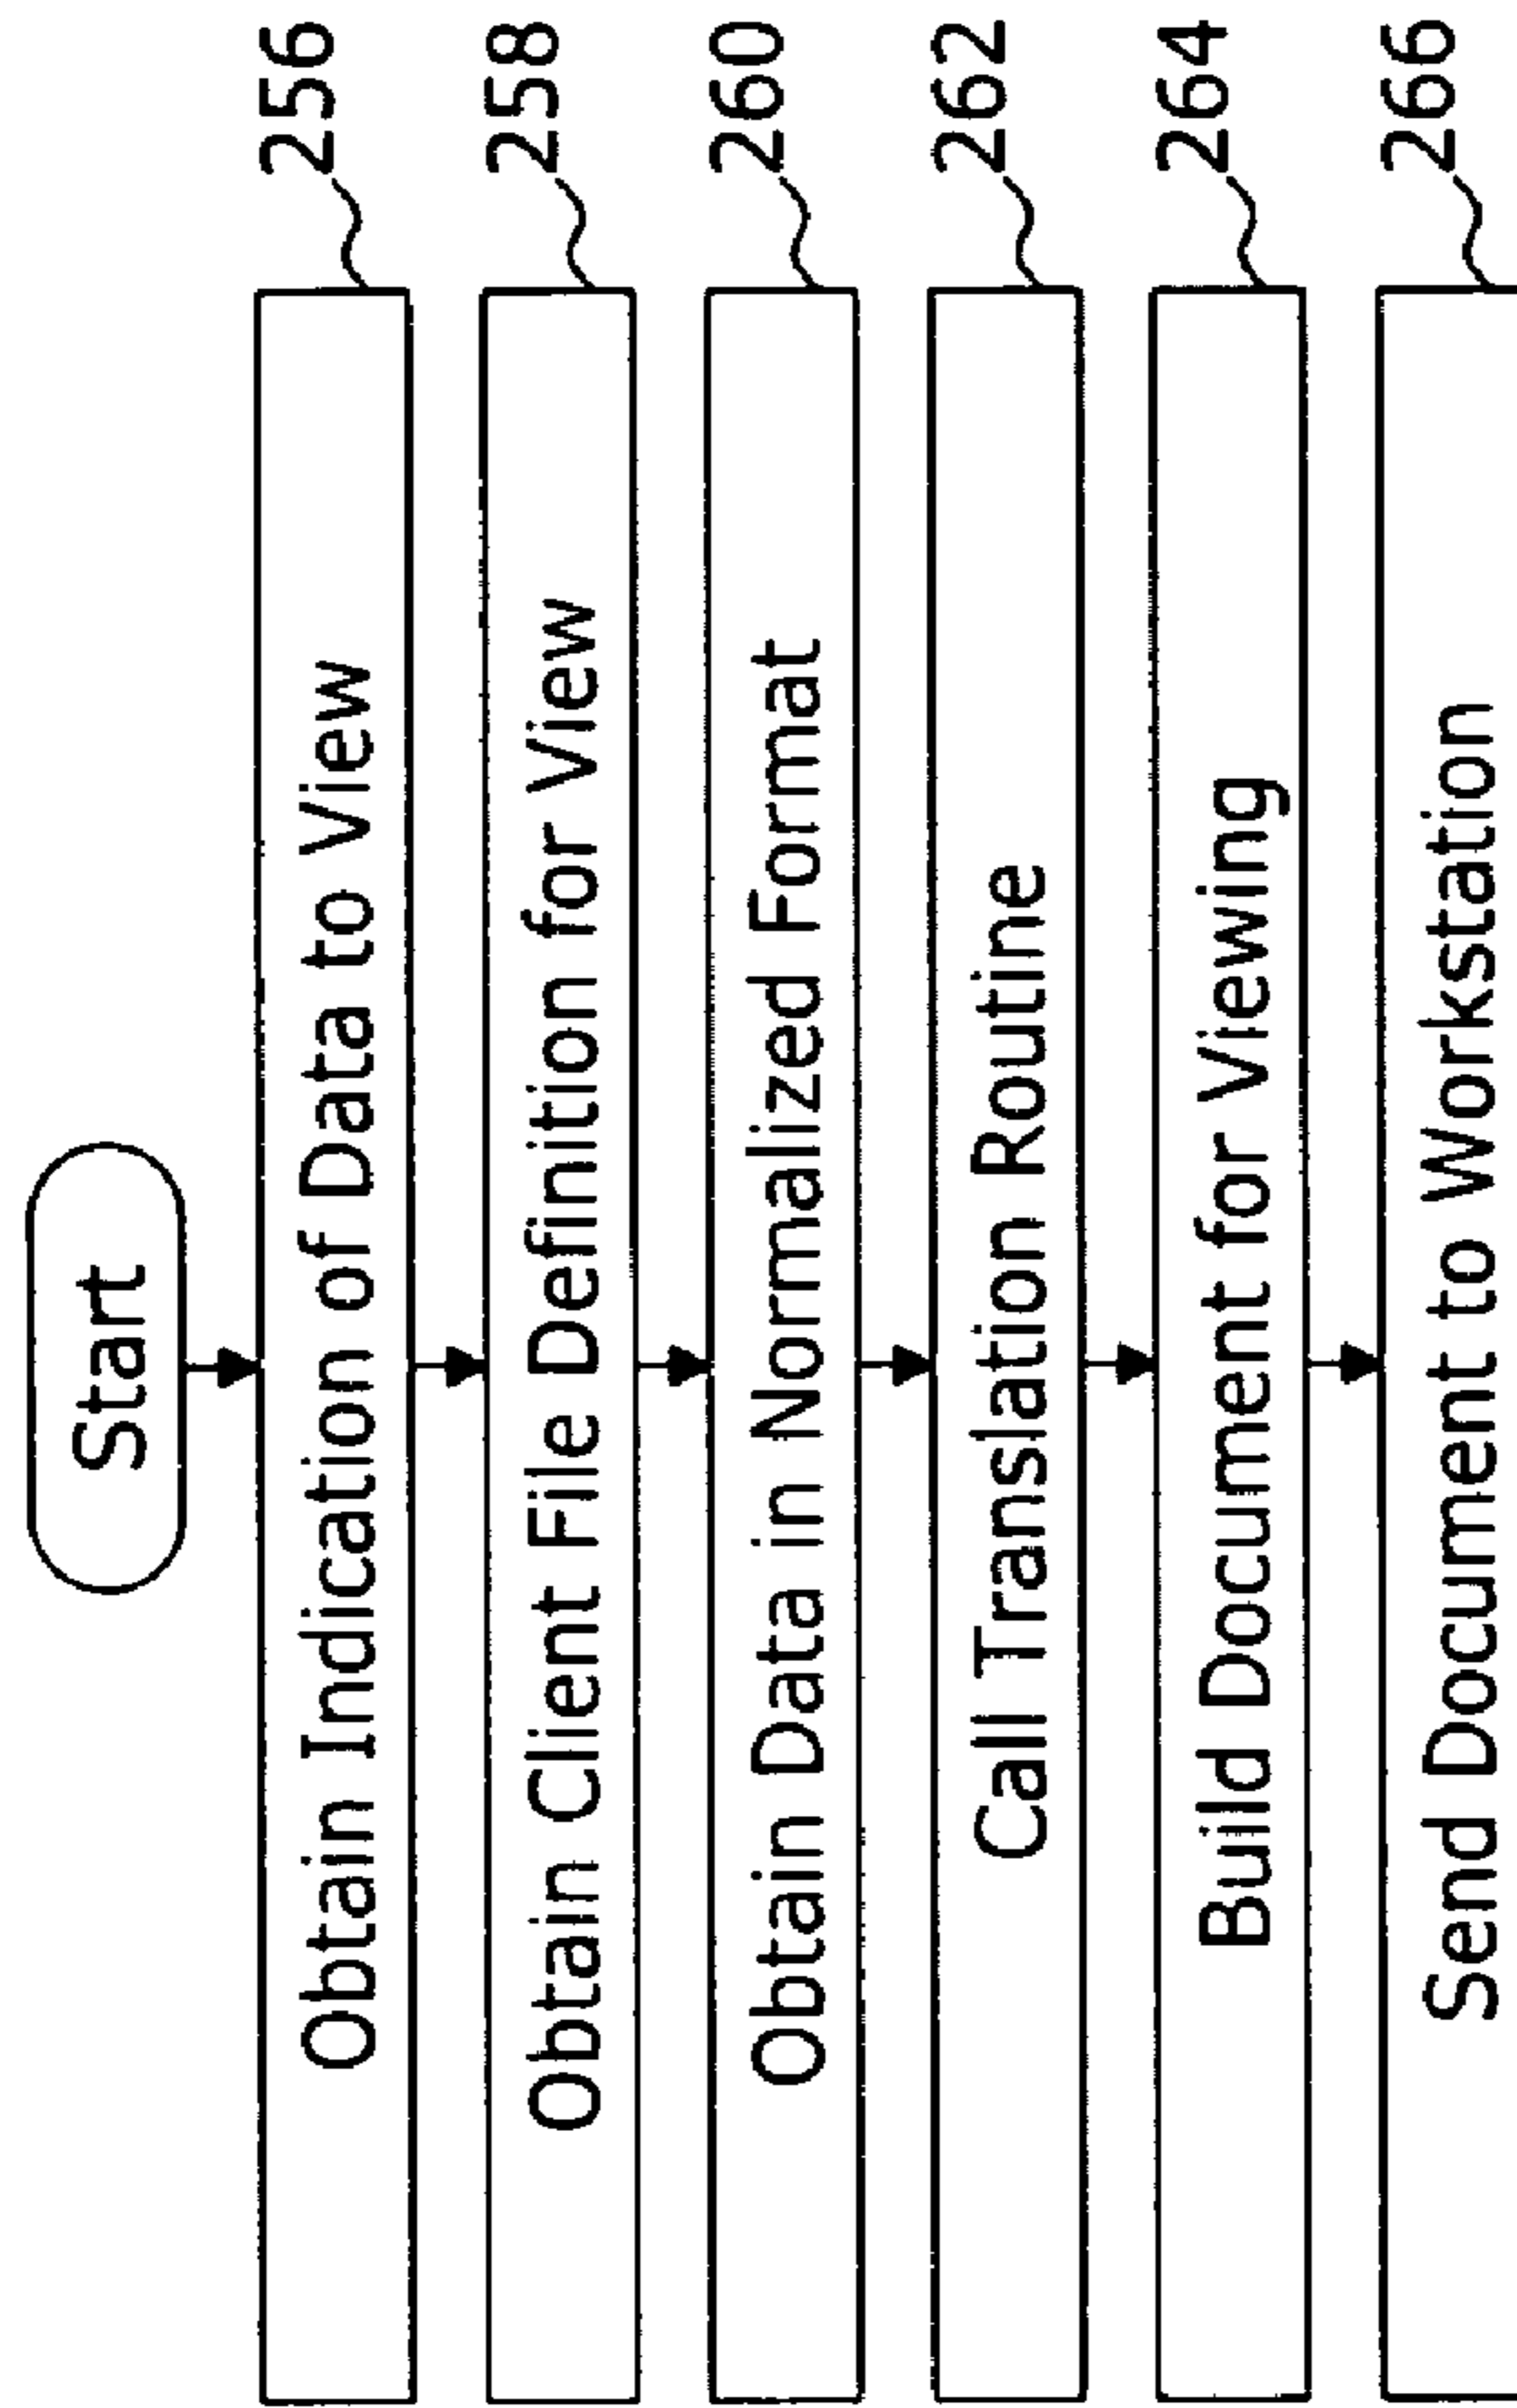 Start
Obtain Indication of Data to View
256
Obtain Client File Definition for View
258
Obtain Data in Normalized Format
260
Call Translation Routine
262
Build Document for Viewing
264
Send Document to Workstation
266